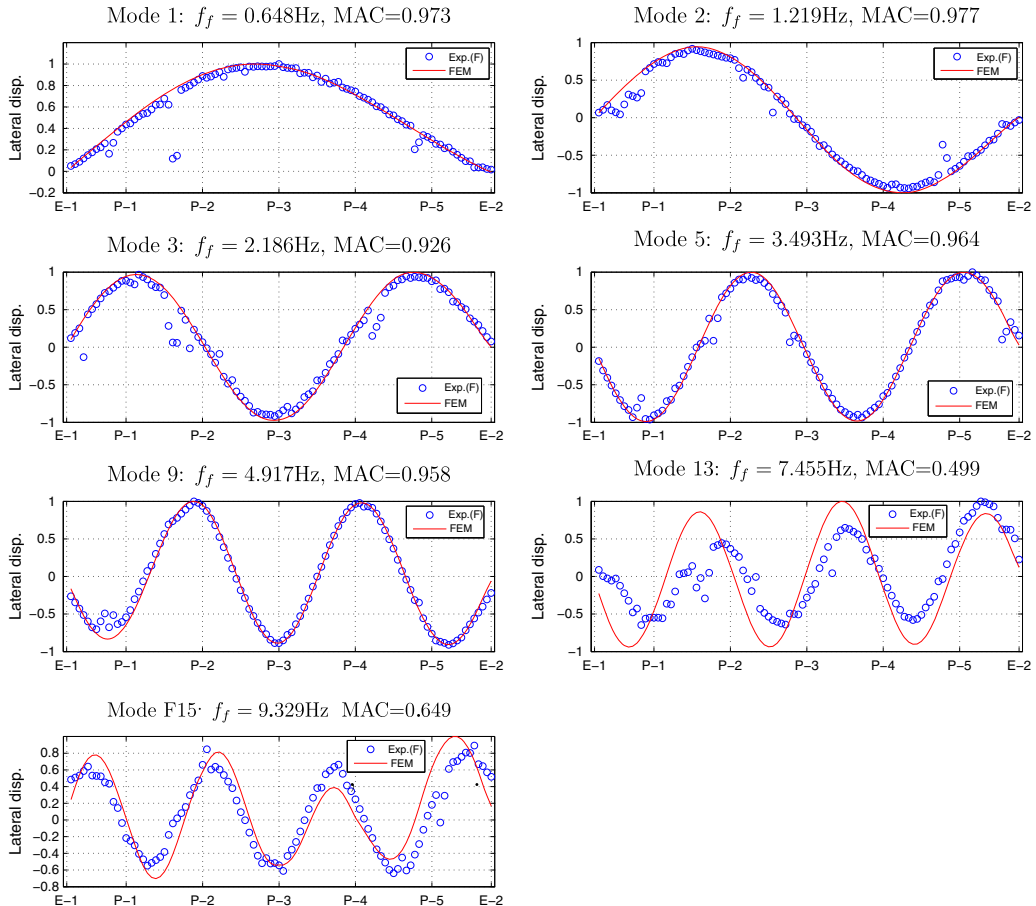 Mode 1: f_f = 0.648Hz, MAC=0.973
Lateral disp.
1
0.8
0.6
0.4
0.2
0
−0.2
E−1 P−1 P−2 P−3 P−4 P−5 E−2
Exp.(F)
FEM
Mode 2: f_f = 1.219Hz, MAC=0.977
Lateral disp.
1
0.5
0
−0.5
−1
E−1 P−1 P−2 P−3 P−4 P−5 E−2
Exp.(F)
FEM
Mode 3: f_f = 2.186Hz, MAC=0.926
Lateral disp.
1
0.5
0
−0.5
−1
E−1 P−1 P−2 P−3 P−4 P−5 E−2
Exp.(F)
FEM
Mode 5: f_f = 3.493Hz, MAC=0.964
Lateral disp.
1
0.5
0
−0.5
−1
E−1 P−1 P−2 P−3 P−4 P−5 E−2
Exp.(F)
FEM
Mode 9: f_f = 4.917Hz, MAC=0.958
Lateral disp.
1
0.5
0
−0.5
−1
E−1 P−1 P−2 P−3 P−4 P−5 E−2
Exp.(F)
FEM
Mode 13: f_f = 7.455Hz, MAC=0.499
Lateral disp.
1
0.5
0
−0.5
−1
E−1 P−1 P−2 P−3 P−4 P−5 E−2
Exp.(F)
FEM
Mode F15· f_f = 9.329Hz MAC=0.649
Lateral disp.
0.8
0.6
0.4
0.2
0
−0.2
−0.4
−0.6
−0.8
E−1 P−1 P−2 P−3 P−4 P−5 E−2
Exp.(F)
FEM